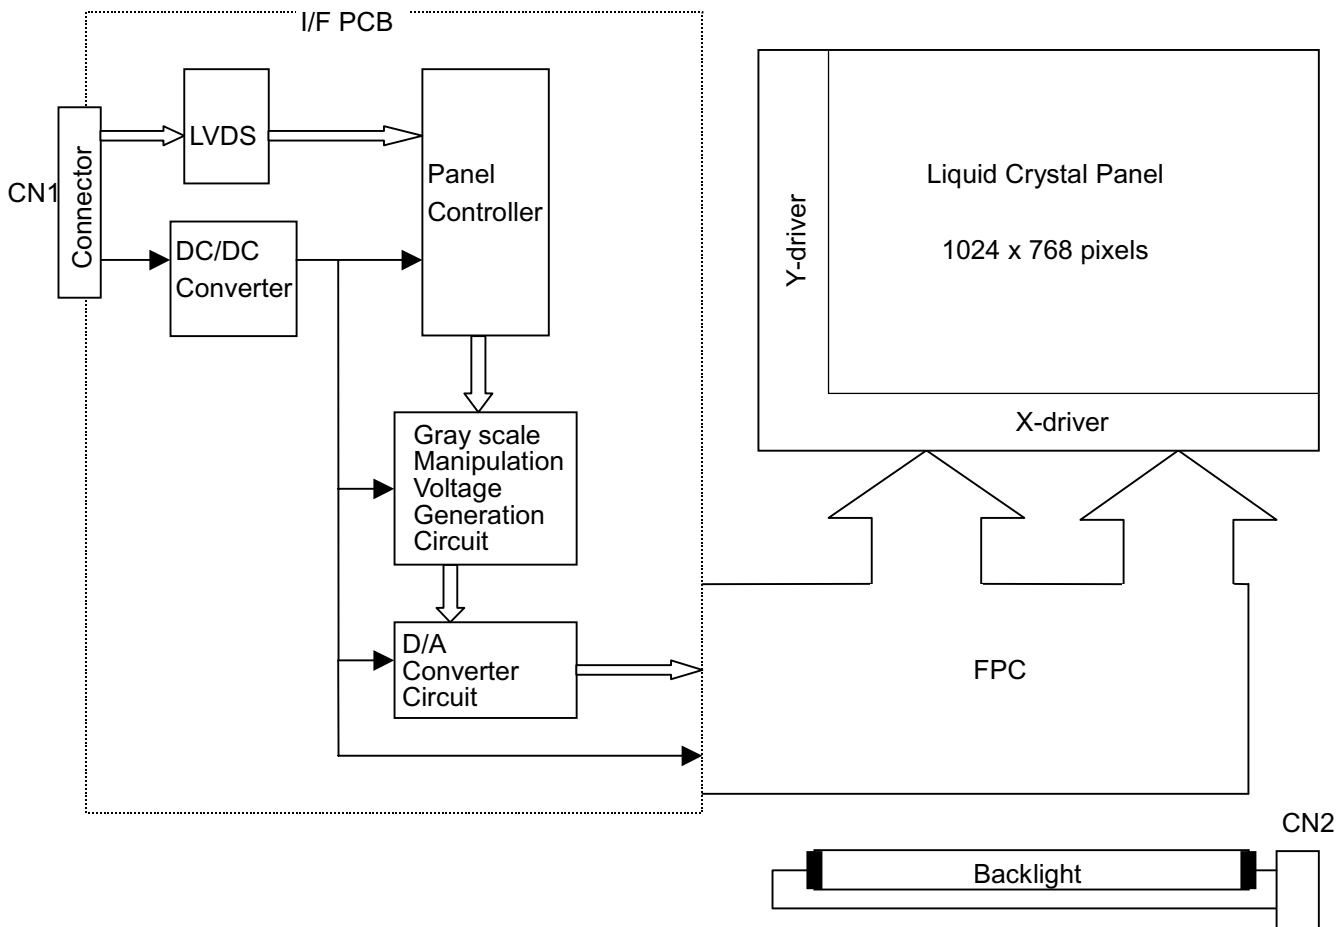 I/F PCB
CN1
Connector
LVDS
DC/DC
Converter
Panel
Controller
Gray scale
Manipulation
Voltage
Generation
Circuit
D/A
Converter
Circuit
Y-driver
Liquid Crystal Panel
1024 x 768 pixels
X-driver
FPC
CN2
Backlight